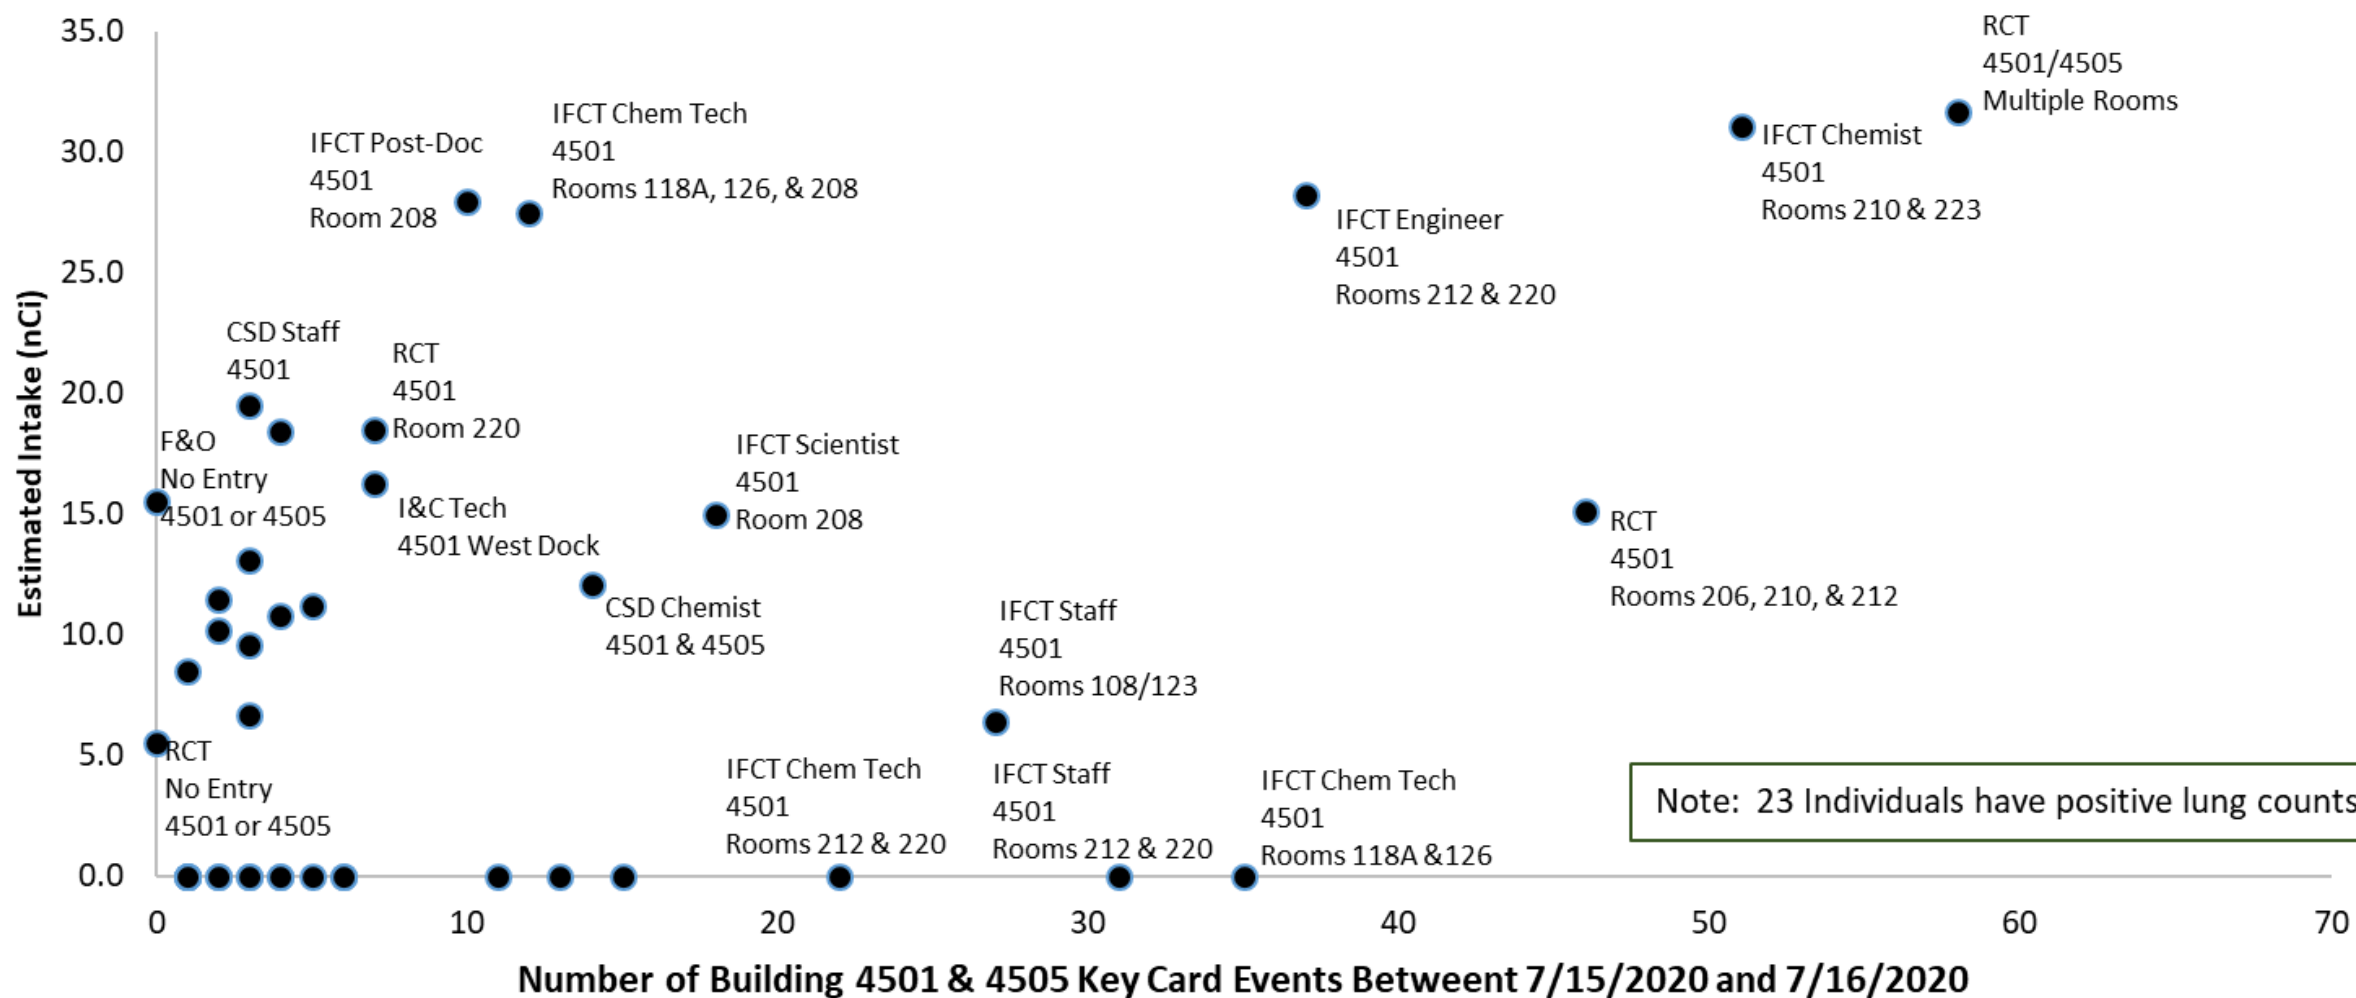 35.0
30.0
25.0
20.0
15.0
10.0
5.0
0.0
Estimated Intake (nCi)
RCT
4501/4505
Multiple Rooms
IFCT Chemist
4501
Rooms 210 & 223
IFCT Chem Tech
4501
Rooms 118A, 126, & 208
IFCT Post-Doc
4501
Room 208
IFCT Engineer
4501
Rooms 212 & 220
CSD Staff
4501
RCT
4501
Room 220
F&O
No Entry
4501 or 4505
I&C Tech
4501 West Dock
IFCT Scientist
4501
Room 208
RCT
4501
Rooms 206, 210, & 212
CSD Chemist
4501 & 4505
IFCT Staff
4501
Rooms 108/123
RCT
No Entry
4501 or 4505
IFCT Chem Tech
4501
Rooms 212 & 220
IFCT Staff
4501
Rooms 212 & 220
IFCT Chem Tech
4501
Rooms 118A &126
Note: 23 Individuals have positive lung counts
0 10 20 30 40 50 60 70
Number of Building 4501 & 4505 Key Card Events Betweent 7/15/2020 and 7/16/2020